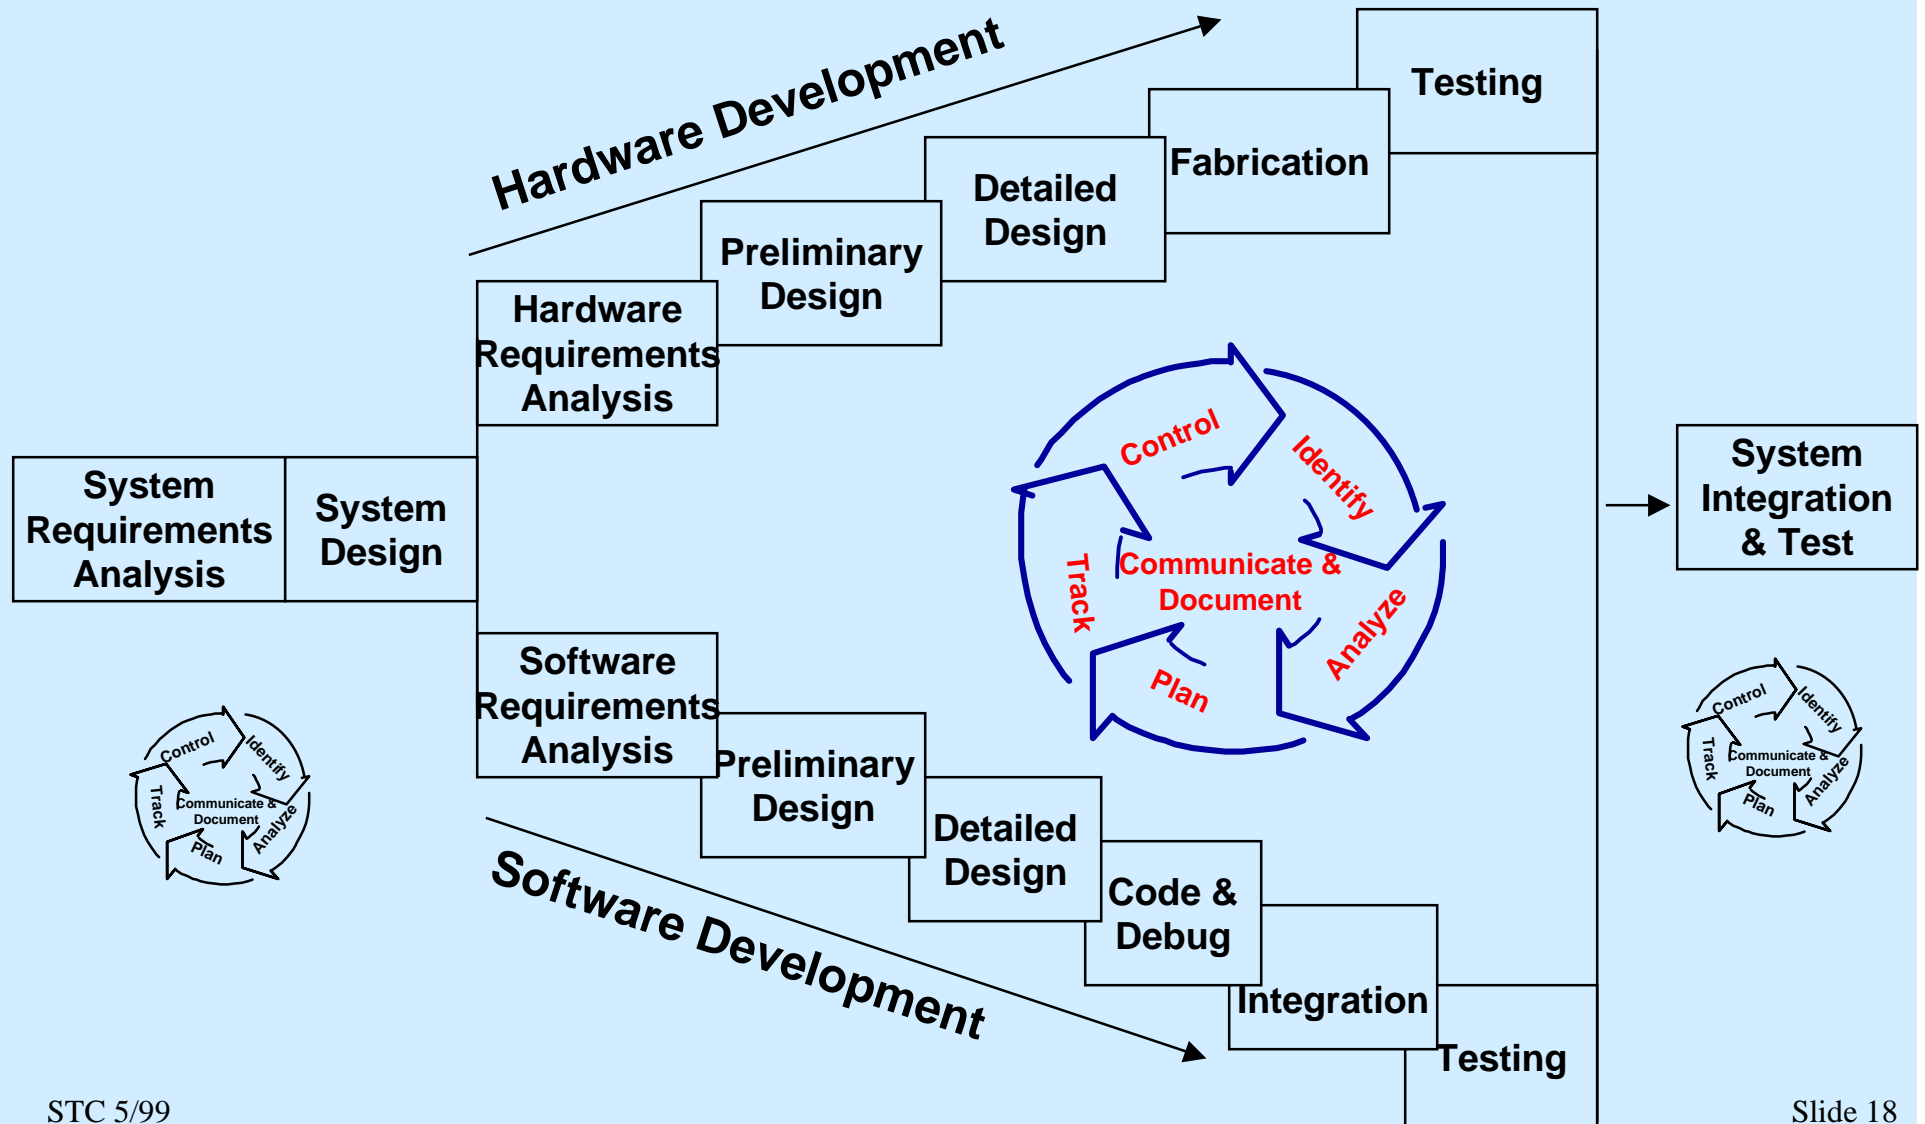 Hardware Development
Testing
Fabrication
Detailed
Design
Preliminary
Design
Hardware
Requirements
Analysis
System
Requirements
Analysis
System
Design
Control
Identify
Communicate &
Document
Track
Analyze
Plan
System
Integration
& Test
Software
Requirements
Analysis
Preliminary
Design
Detailed
Design
Code &
Debug
Integration
Testing
Software Development
Control
Identify
Communicate &
Document
Track
Analyze
Plan
Control
Identify
Communicate &
Document
Track
Analyze
Plan
STC 5/99
Slide 18